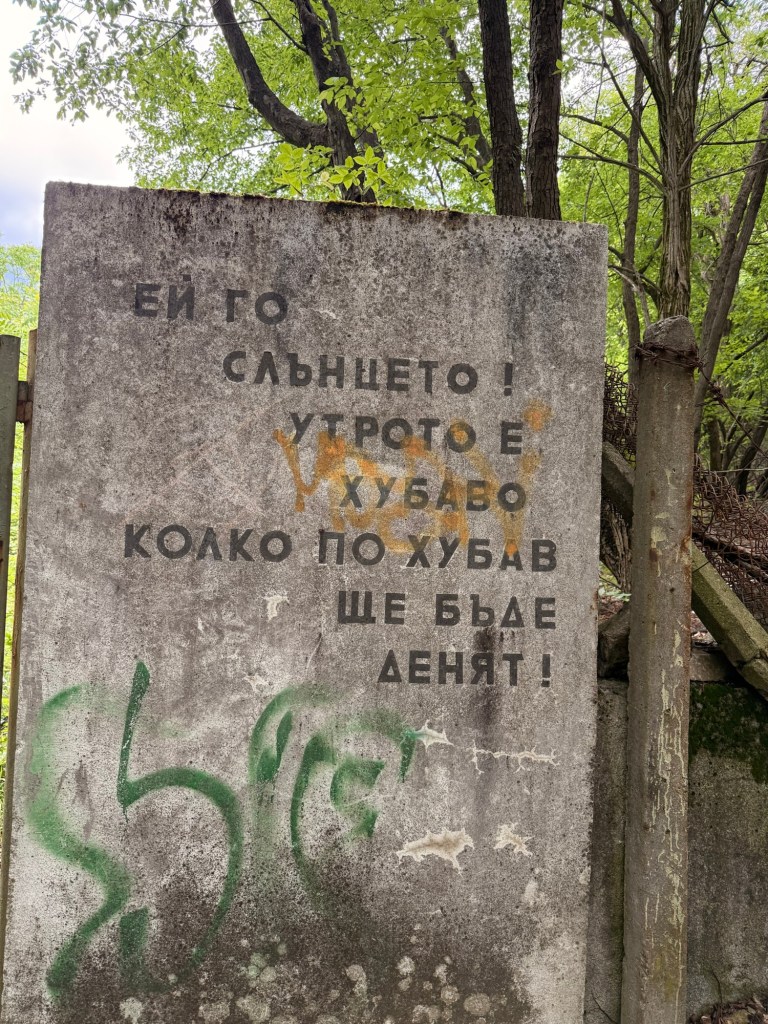 ЕЙ ГО
СЛЪНЦЕТО !
УТРОТО Е
ХУБАВО
КОЛКО ПО ХУБАВ
ЩЕ БЪДЕ
ДЕНЯТ !